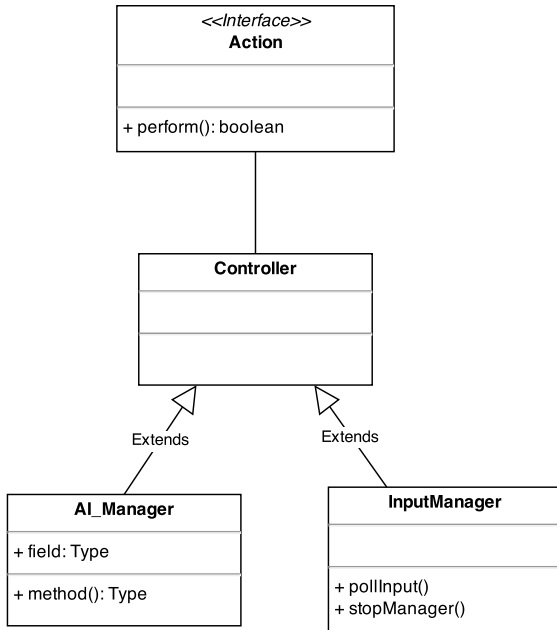 <<Interface>>
Action
+ perform(): boolean
Controller
Extends
Extends
AI_Manager
+ field: Type
+ method(): Type
InputManager
+ pollInput()
+ stopManager()